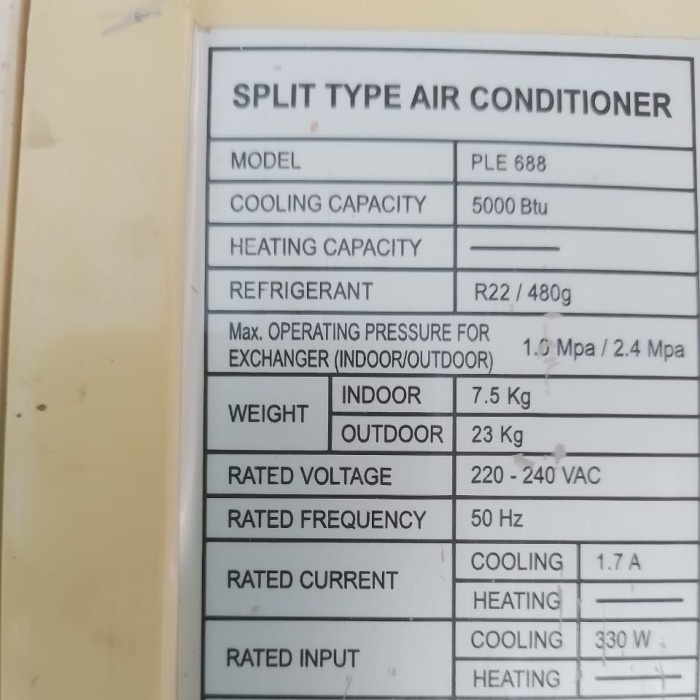 SPLIT TYPE AIR CONDITIONER
MODEL PLE 688
COOLING CAPACITY 5000 Btu
HEATING CAPACITY
REFRIGERANT R22 / 480g
Max. OPERATING PRESSURE FOR
EXCHANGER (INDOOR/OUTDOOR) Mpa / 2.4 Mpa
WEIGHT
INDOOR 7.5 Kg
OUTDOOR 23 Kg
RATED VOLTAGE 220 - 240 VAC
RATED FREQUENCY 50 Hz
RATED CURRENT
COOLING 1.7 A
HEATING
RATED INPUT
COOLING 330 W
HEATING